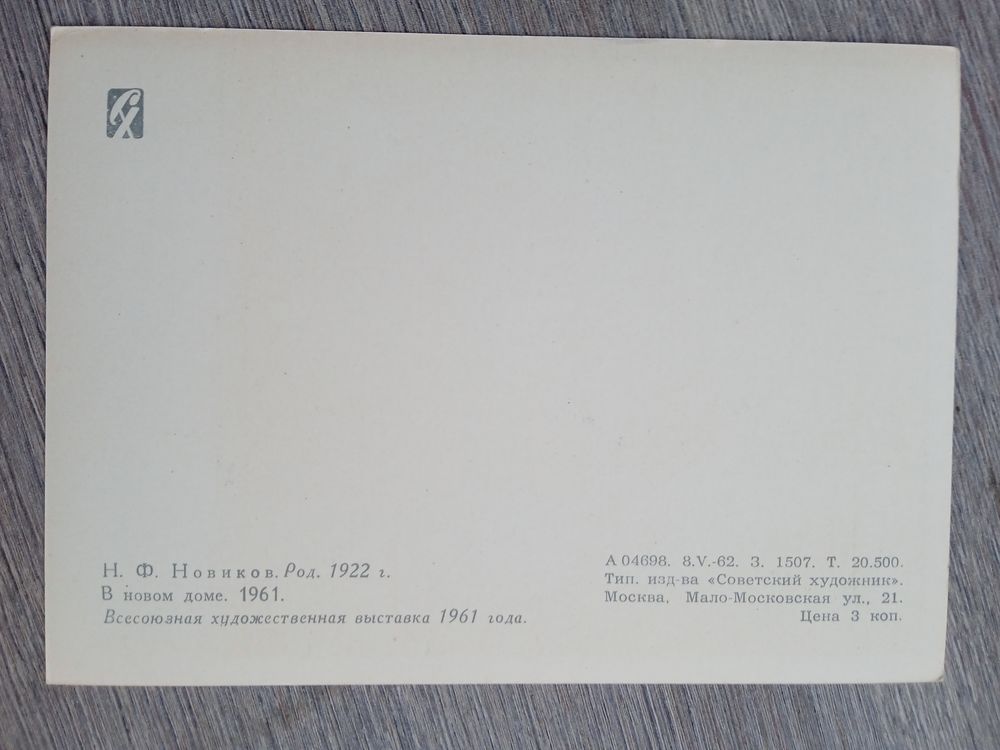 СХ
Н. Ф. Новиков. Род. 1922 г.
В новом доме. 1961.
Всесоюзная художественная выставка 1961 года.
А 04698. 8.V.-62. З. 1507. Т. 20.500.
Тип. изд-ва «Советский художник».
Москва, Мало-Московская ул., 21.
Цена 3 коп.